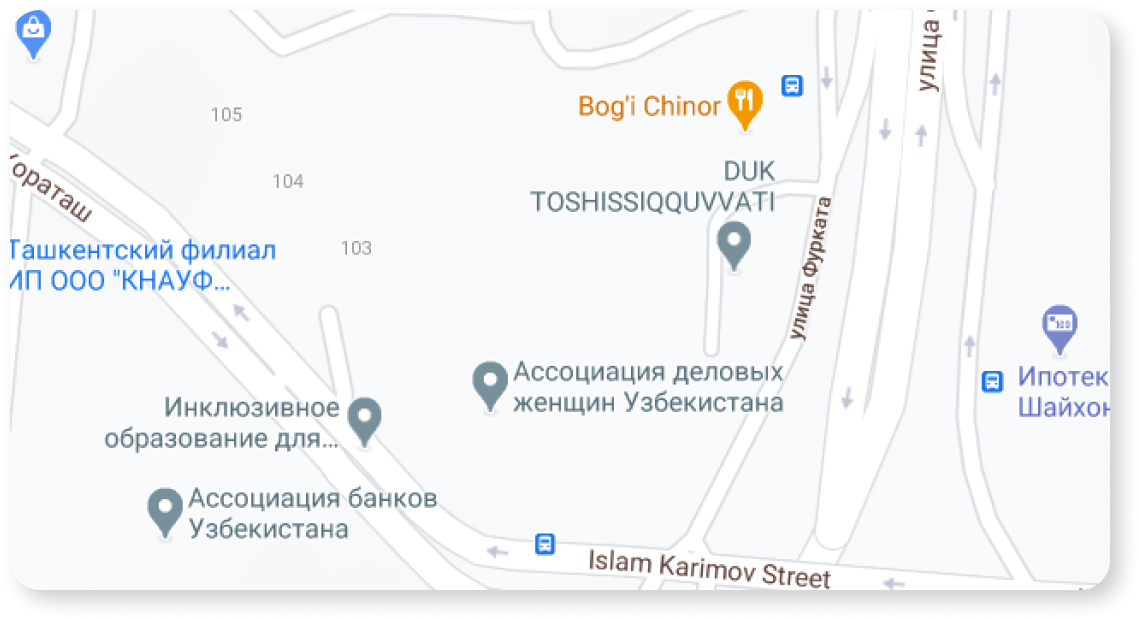 улица
105
Bog'i Chinor
104
DUK
TOSHISSIQQUVVATI
Ташкентский филиал
ИП ООО "КНАУФ...
103
улица Фурката
Ассоциация деловых
женщин Узбекистана
Ипотек
Шайхон
Инклюзивное
образование для...
Ассоциация банков
Узбекистана
Islam Karimov Street